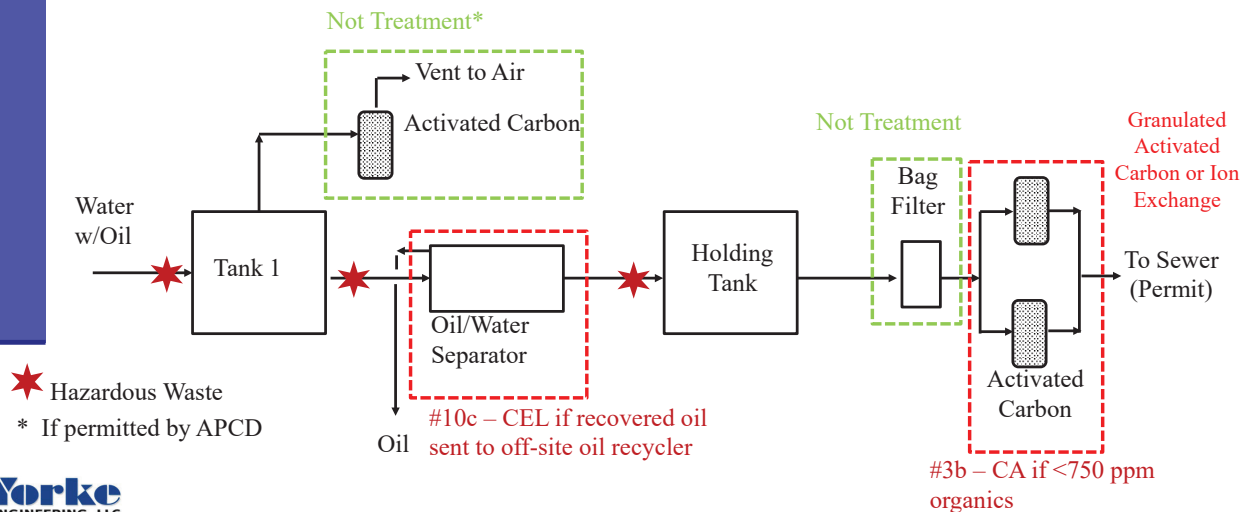 Not Treatment*
Vent to Air
Activated Carbon
Not Treatment
Granulated
Activated
Carbon or Ion
Exchange
Water
w/Oil
Tank 1
Bag
Filter
Holding
Tank
To Sewer
(Permit)
Oil/Water
Separator
Activated
Carbon
Hazardous Waste
* If permitted by APCD
Oil
#10c – CEL if recovered oil
sent to off-site oil recycler
#3b – CA if <750 ppm
organics
Yorke
ENGINEERING, LLC